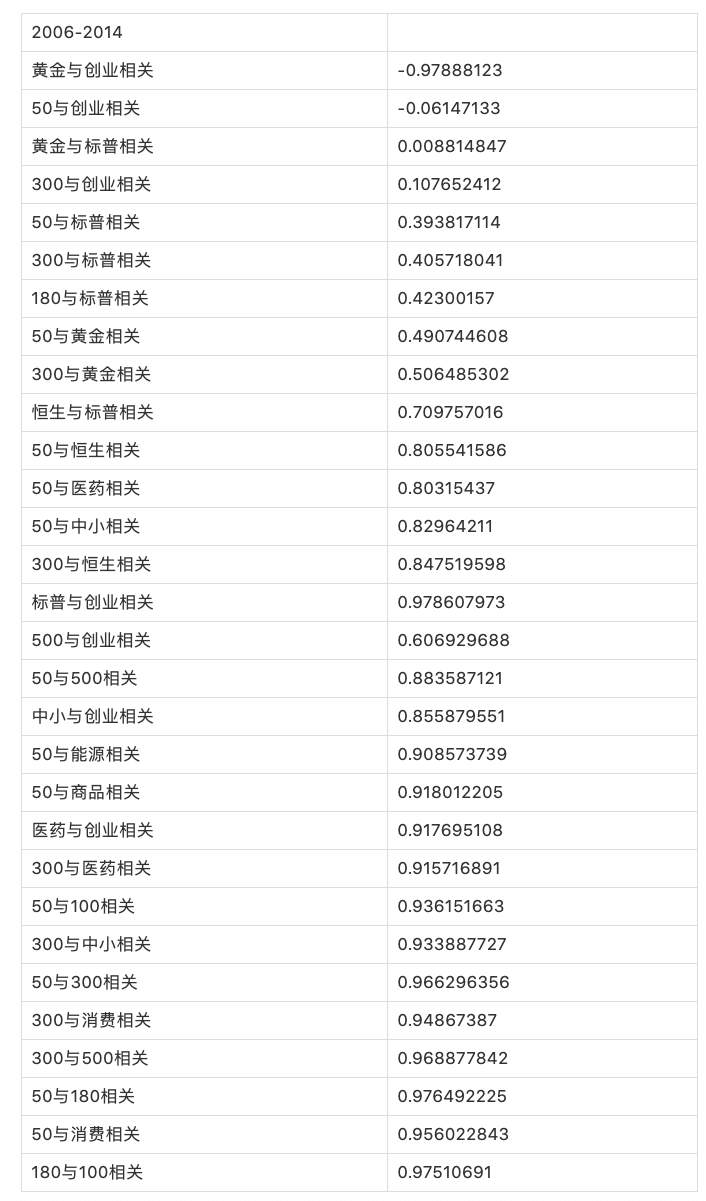 2006-2014
黄金与创业相关 -0.97888123
50与创业相关 -0.06147133
黄金与标普相关 0.008814847
300与创业相关 0.107652412
50与标普相关 0.393817114
300与标普相关 0.405718041
180与标普相关 0.42300157
50与黄金相关 0.490744608
300与黄金相关 0.506485302
恒生与标普相关 0.709757016
50与恒生相关 0.805541586
50与医药相关 0.80315437
50与中小相关 0.82964211
300与恒生相关 0.847519598
标普与创业相关 0.978607973
500与创业相关 0.606929688
50与500相关 0.883587121
中小与创业相关 0.855879551
50与能源相关 0.908573739
50与商品相关 0.918012205
医药与创业相关 0.917695108
300与医药相关 0.915716891
50与100相关 0.936151663
300与中小相关 0.933887727
50与300相关 0.966296356
300与消费相关 0.94867387
300与500相关 0.968877842
50与180相关 0.976492225
50与消费相关 0.956022843
180与100相关 0.97510691